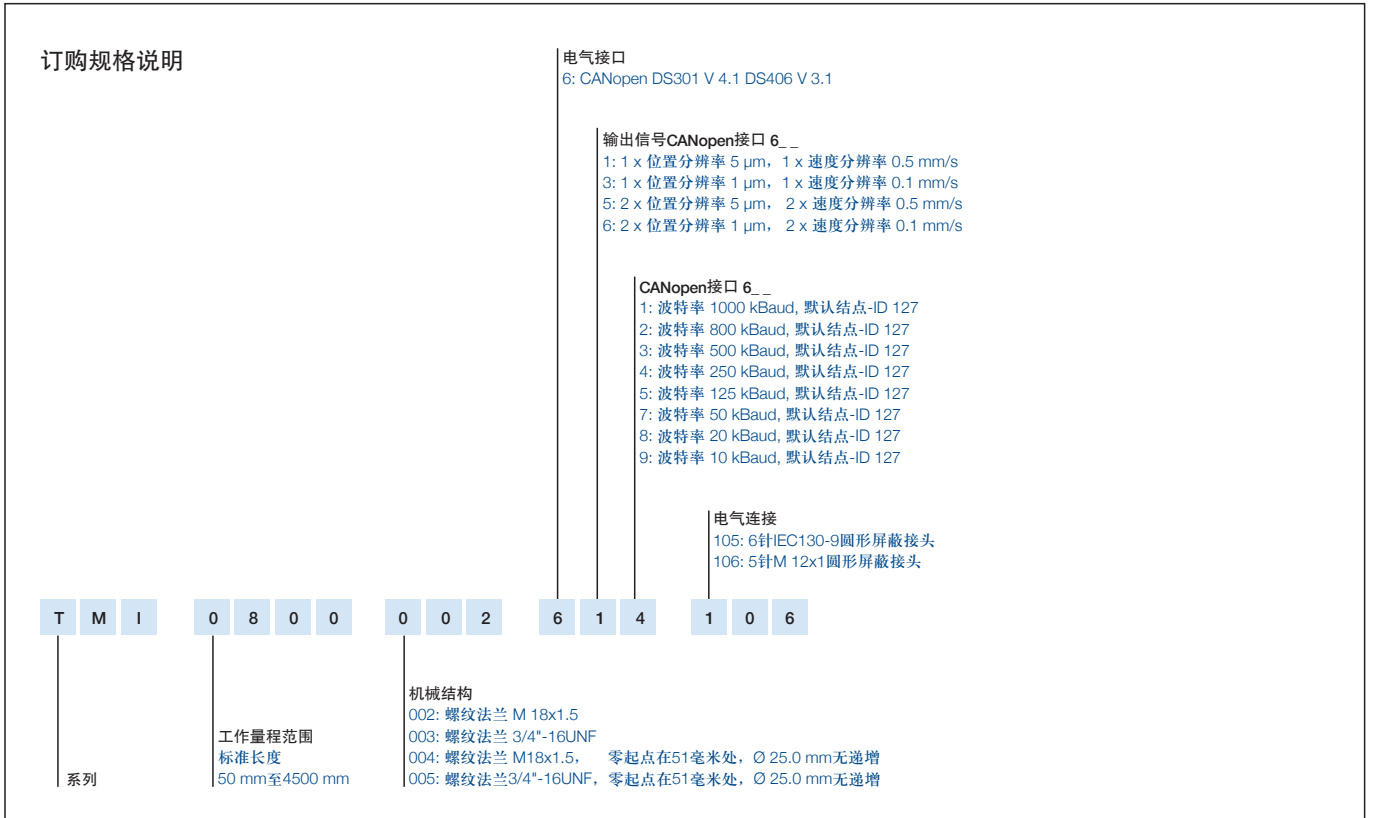 订购规格说明
电气接口
6: CANopen DS301 V 4.1 DS406 V 3.1
输出信号CANopen接口 6_ _
1: 1 x 位置分辨率 5 µm，1 x 速度分辨率 0.5 mm/s
3: 1 x 位置分辨率 1 µm，1 x 速度分辨率 0.1 mm/s
5: 2 x 位置分辨率 5 µm， 2 x 速度分辨率 0.5 mm/s
6: 2 x 位置分辨率 1 µm， 2 x 速度分辨率 0.1 mm/s
CANopen接口 6_ _
1: 波特率 1000 kBaud, 默认结点-ID 127
2: 波特率 800 kBaud, 默认结点-ID 127
3: 波特率 500 kBaud, 默认结点-ID 127
4: 波特率 250 kBaud, 默认结点-ID 127
5: 波特率 125 kBaud, 默认结点-ID 127
7: 波特率 50 kBaud, 默认结点-ID 127
8: 波特率 20 kBaud, 默认结点-ID 127
9: 波特率 10 kBaud, 默认结点-ID 127
电气连接
105: 6针IEC130-9圆形屏蔽接头
106: 5针M 12x1圆形屏蔽接头
T M I 0 8 0 0 0 0 2 6 1 4 1 0 6
系列
工作量程范围
标准长度
50 mm至4500 mm
机械结构
002: 螺纹法兰 M 18x1.5
003: 螺纹法兰 3/4"-16UNF
004: 螺纹法兰 M18x1.5， 零起点在51毫米处，Ø 25.0 mm无递增
005: 螺纹法兰3/4"-16UNF，零起点在51毫米处，Ø 25.0 mm无递增